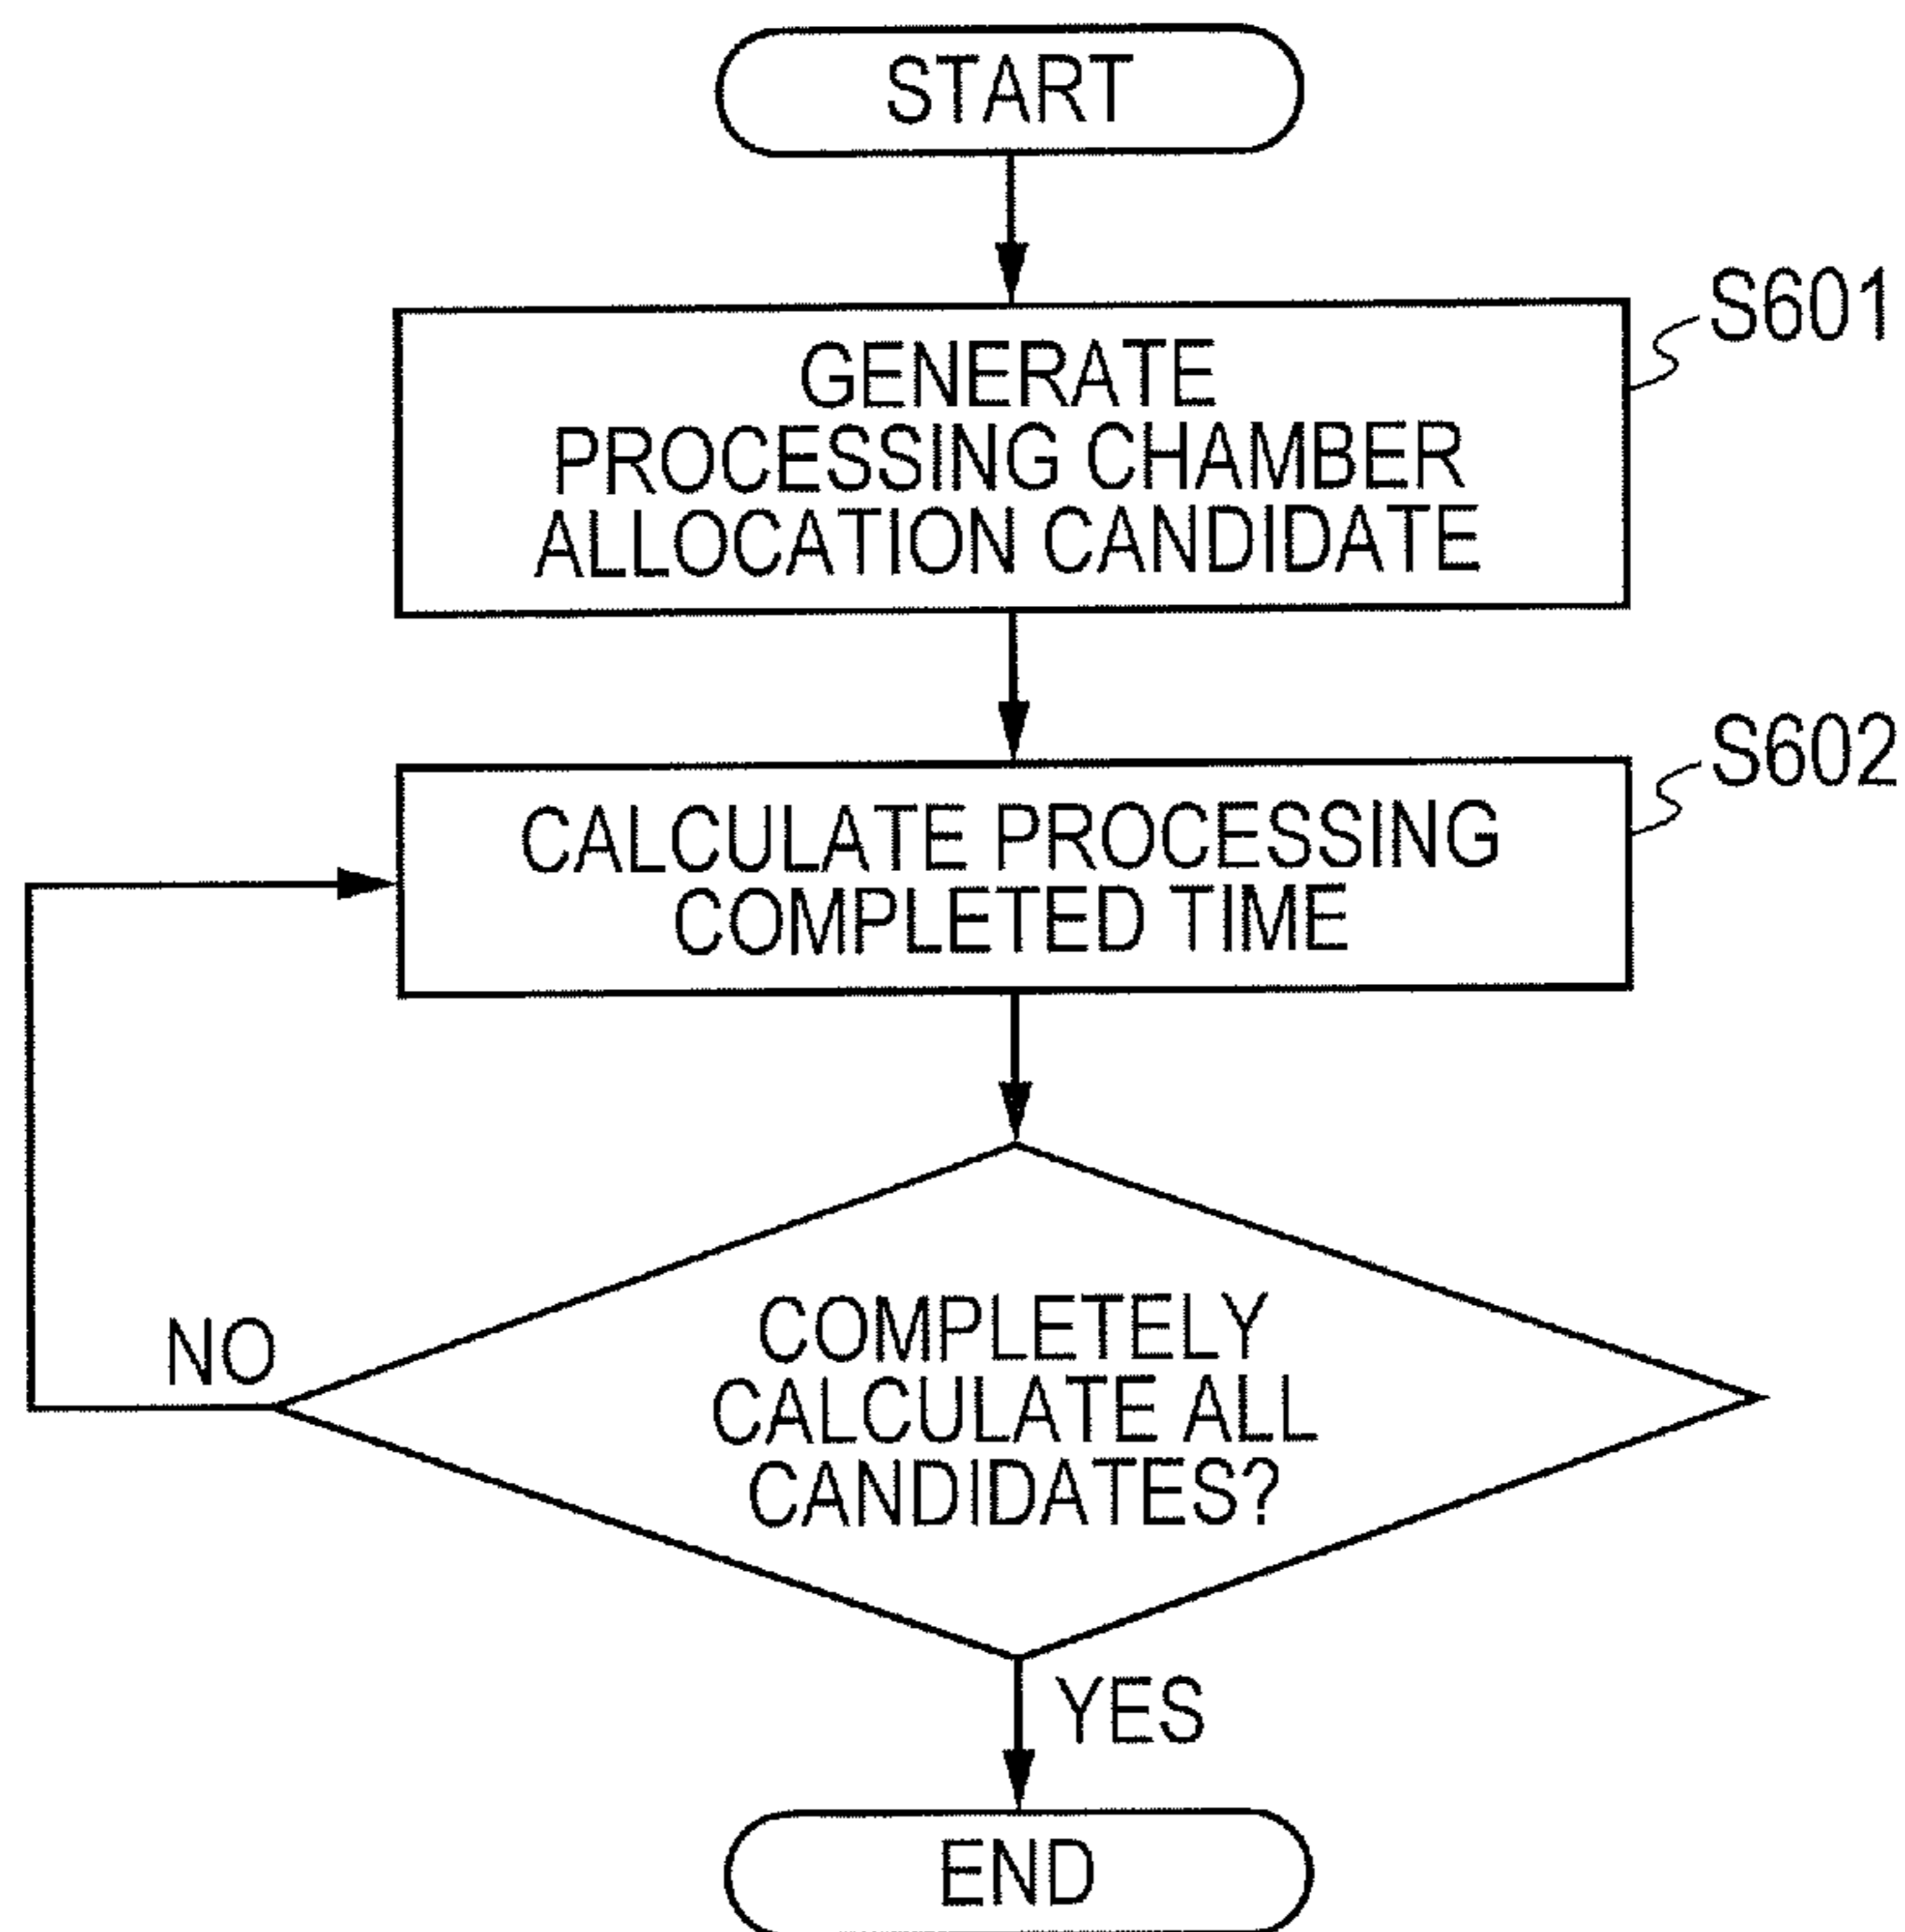 START
S601
GENERATE
PROCESSING CHAMBER
ALLOCATION CANDIDATE
S602
CALCULATE PROCESSING
COMPLETED TIME
COMPLETELY
CALCULATE ALL
CANDIDATES?
NO
YES
END